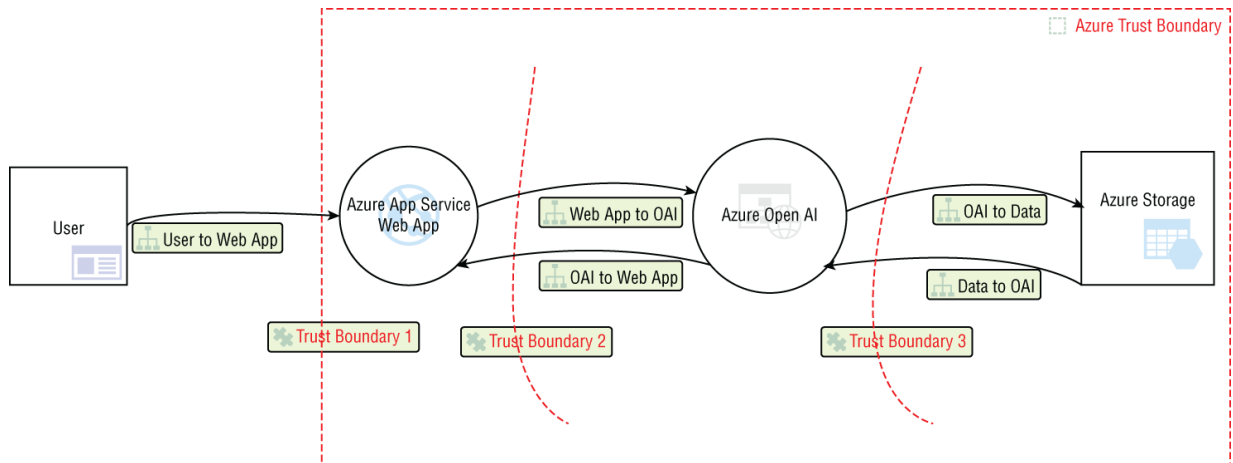 Azure Trust Boundary
User
User to Web App
Azure App Service
Web App
Web App to OAI
OAI to Web App
Azure Open AI
OAI to Data
Data to OAI
Azure Storage
Trust Boundary 1
Trust Boundary 2
Trust Boundary 3